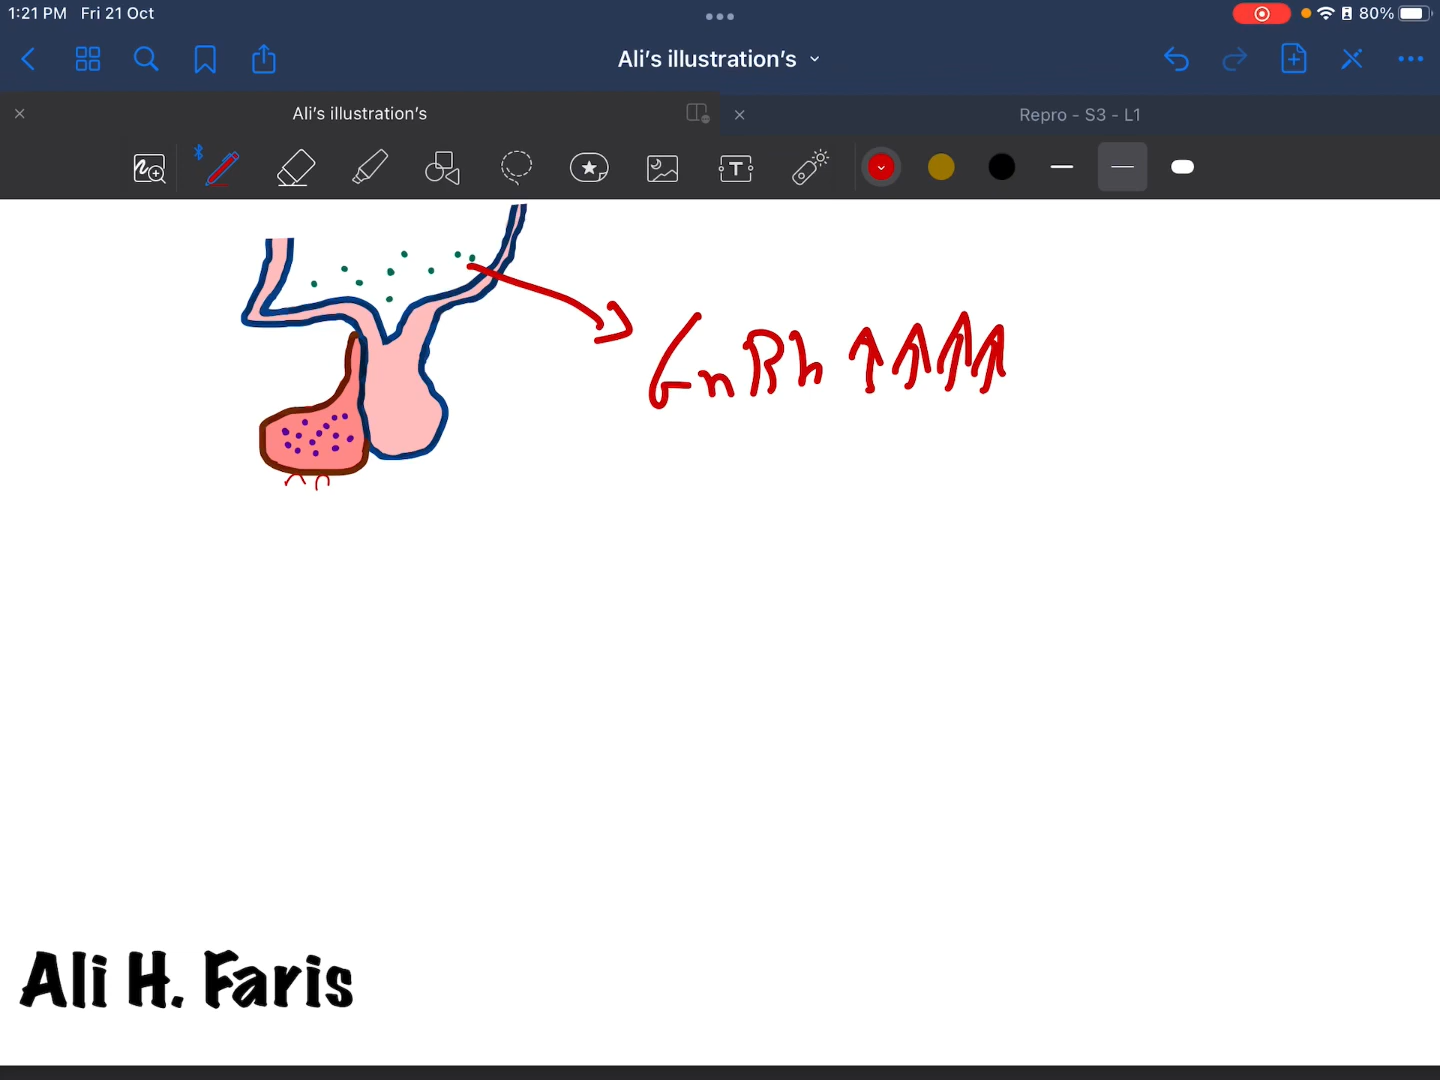 1:21 PM Fri 21 Oct
80%
Ali's illustration's
Ali's illustration's
Repro - S3 - L1
T
GnRh ↑↑↑↑
Ali H. Faris